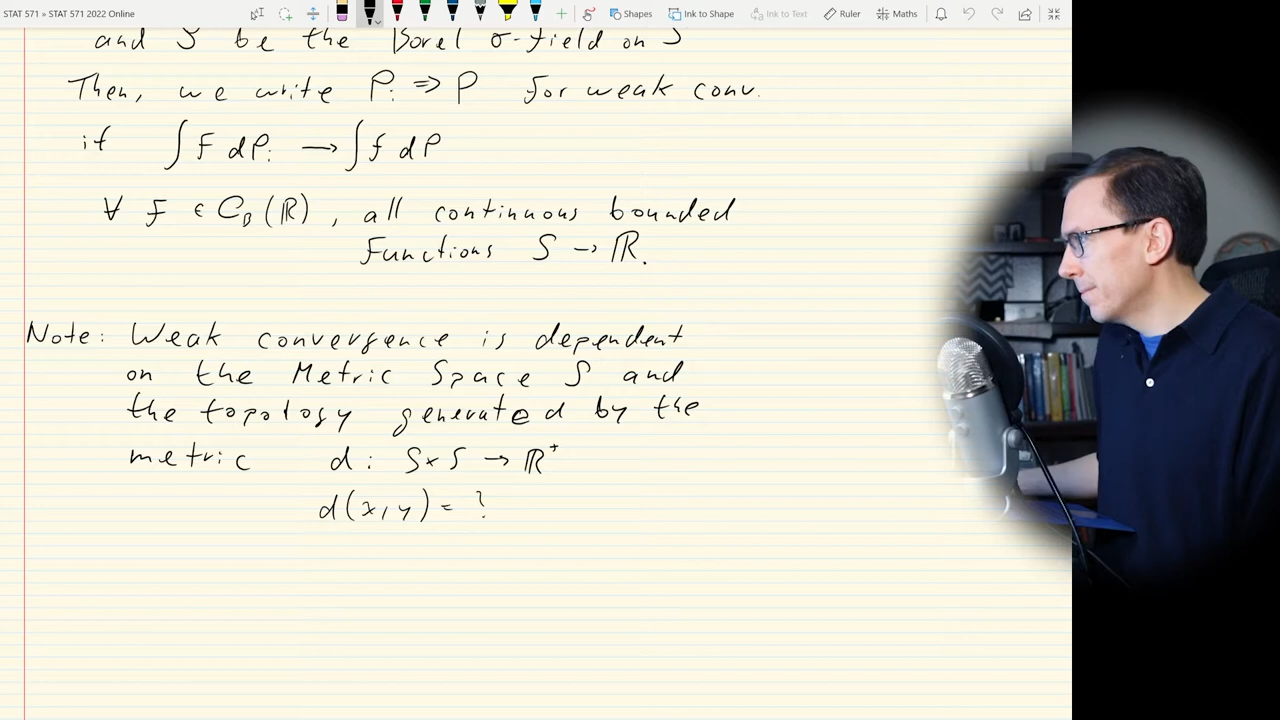 STAT 571 » STAT 571 2022 Online
Shapes
Ink to Shape
Ink to Text
Ruler
Maths
and S be the Borel σ-field on S
Then, we write Pᵢ ⇒ P for weak conv.
if ∫ f dPᵢ → ∫ f dP
∀ f ∈ C_B(ℝ), all continuous bounded
functions S → ℝ.
Note: Weak convergence is dependent
on the Metric Space S and
the topology generated by the
metric d: S×S → ℝ⁺
d(x,y) = ?